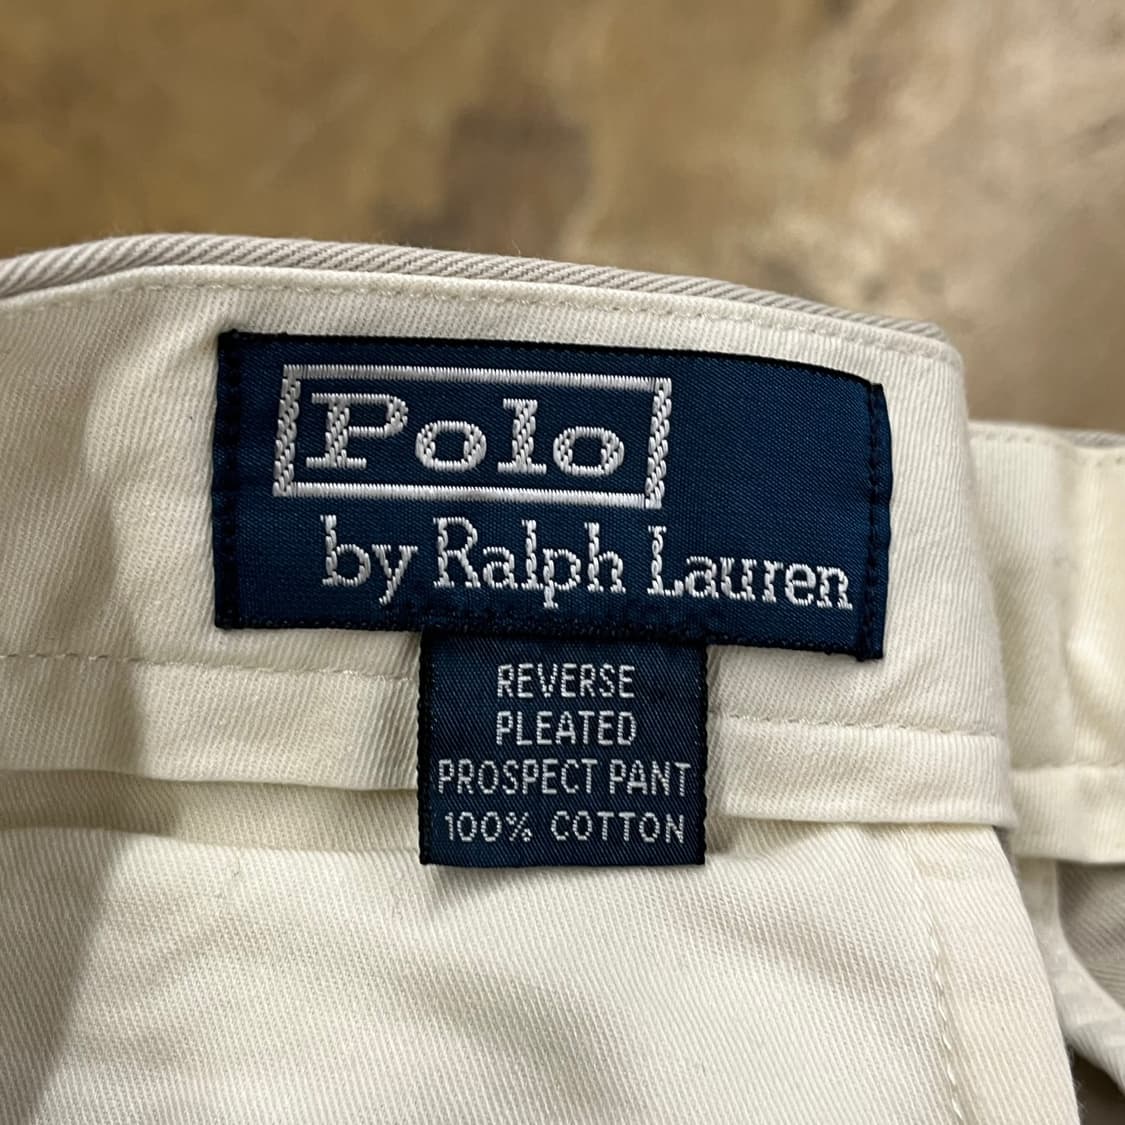 Polo
by Ralph Lauren
REVERSE
PLEATED
PROSPECT PANT
100% COTTON